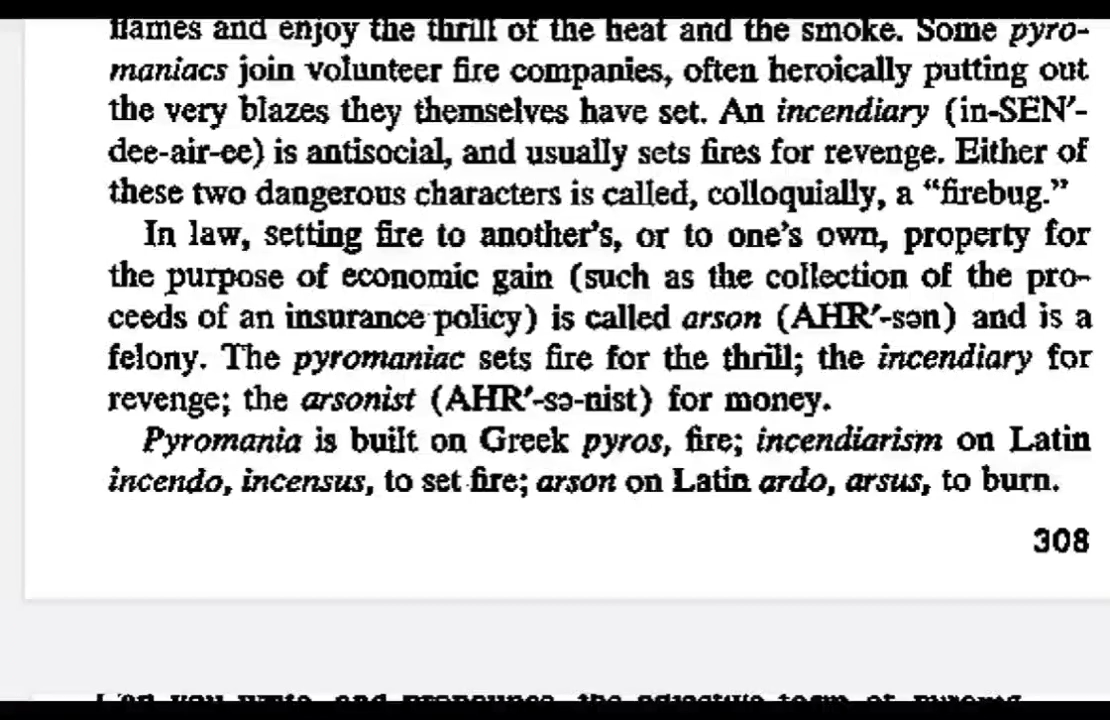 flames and enjoy the thrill of the heat and the smoke. Some pyro-
maniacs join volunteer fire companies, often heroically putting out
the very blazes they themselves have set. An incendiary (in-SEN′-
dee-air-ee) is antisocial, and usually sets fires for revenge. Either of
these two dangerous characters is called, colloquially, a “firebug.”
In law, setting fire to another’s, or to one’s own, property for
the purpose of economic gain (such as the collection of the pro-
ceeds of an insurance policy) is called arson (AHR′-sən) and is a
felony. The pyromaniac sets fire for the thrill; the incendiary for
revenge; the arsonist (AHR′-sə-nist) for money.
Pyromania is built on Greek pyros, fire; incendiarism on Latin
incendo, incensus, to set fire; arson on Latin ardo, arsus, to burn.
308
and pronounce the adjective form of